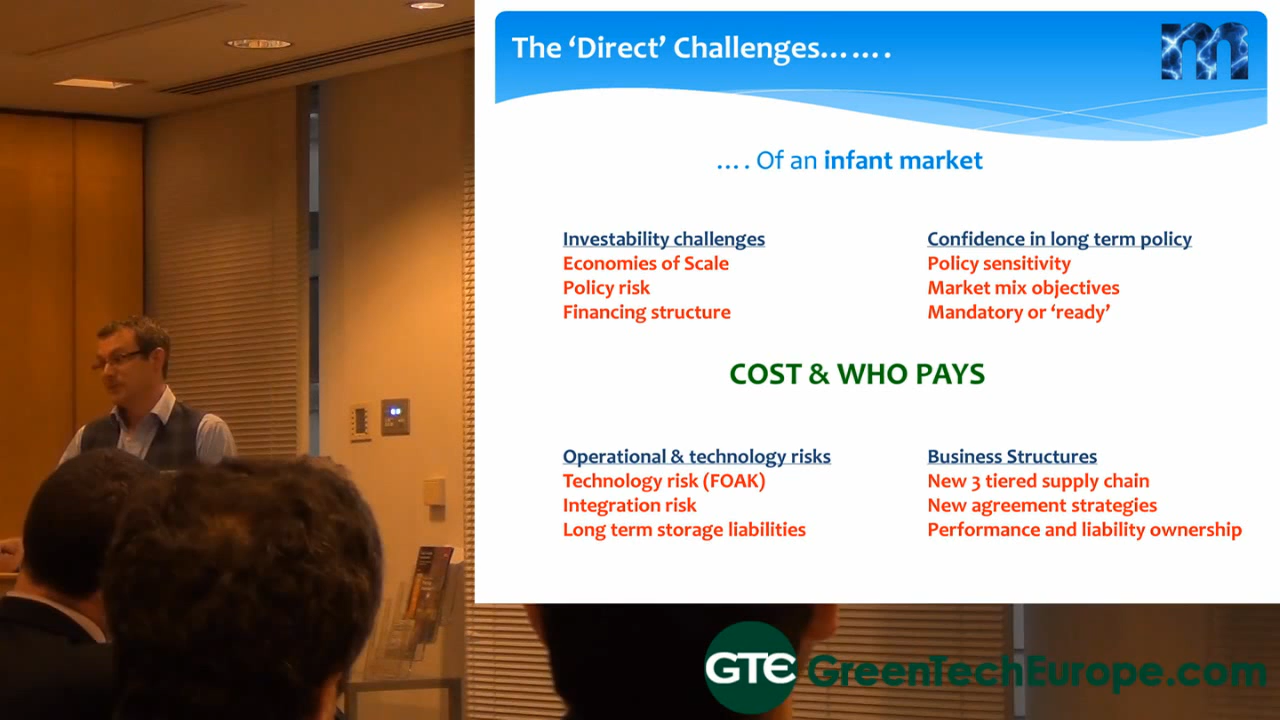 The ‘Direct’ Challenges…….
m
…. Of an infant market
Investability challenges
Economies of Scale
Policy risk
Financing structure
Confidence in long term policy
Policy sensitivity
Market mix objectives
Mandatory or ‘ready’
COST & WHO PAYS
Operational & technology risks
Technology risk (FOAK)
Integration risk
Long term storage liabilities
Business Structures
New 3 tiered supply chain
New agreement strategies
Performance and liability ownership
GTE GreenTechEurope.com